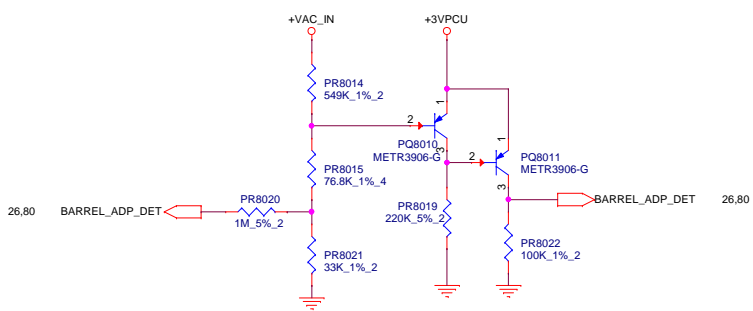 +VAC_IN
+3VPCU
PR8014
549K_1%_2
1
2
PQ8010
METR3906-G
3
1
2
PQ8011
METR3906-G
3
PR8015
76.8K_1%_4
26,80
BARREL_ADP_DET
PR8020
1M_5%_2
PR8019
220K_5%_2
BARREL_ADP_DET
26,80
PR8021
33K_1%_2
PR8022
100K_1%_2